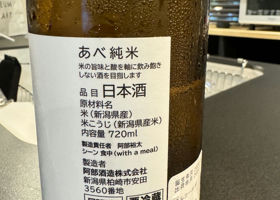 あべ純米
米の旨味と酸を軸に飲み飽き
しない酒を目指します
品目 日本酒
原材料名
米(新潟県産)
米こうじ(新潟県産米)
内容量 720ml
製造責任者 阿部裕太
シーン 食中(with a meal)
製造者
阿部酒造株式会社
新潟県柏崎市安田
3560番地
要冷蔵